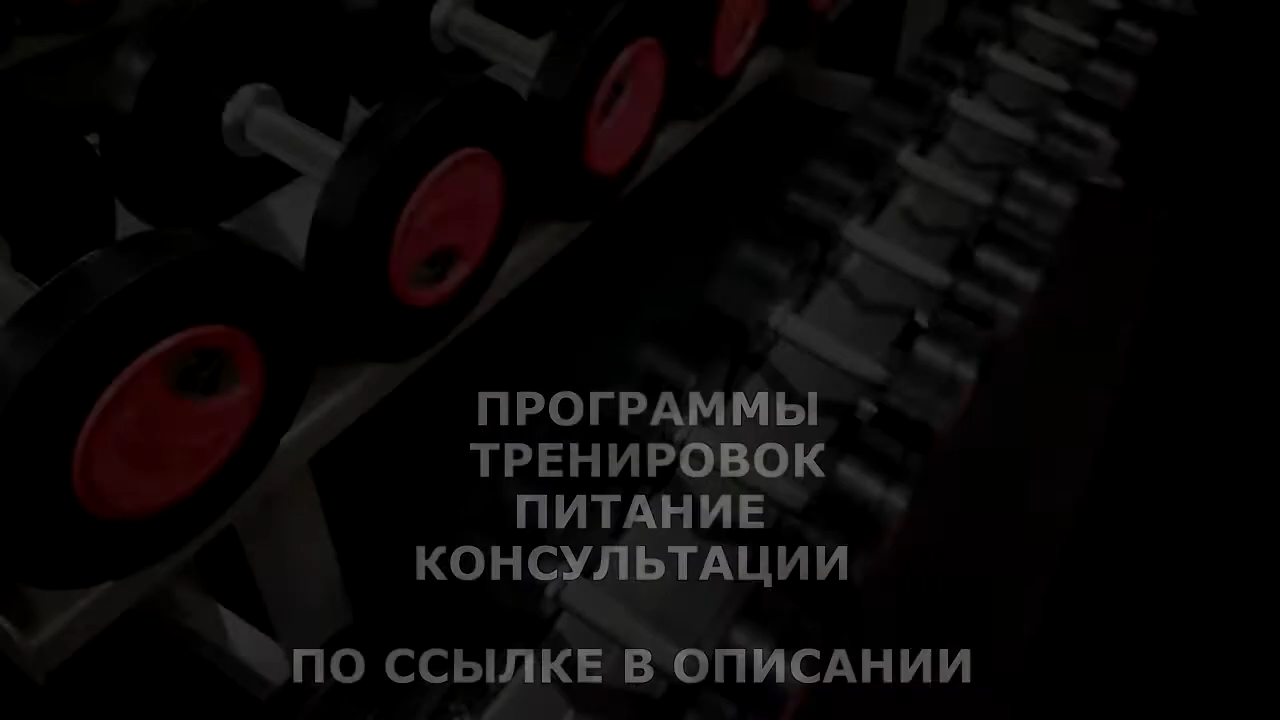 ПРОГРАММЫ
ТРЕНИРОВОК
ПИТАНИЕ
КОНСУЛЬТАЦИИ
ПО ССЫЛКЕ В ОПИСАНИИ